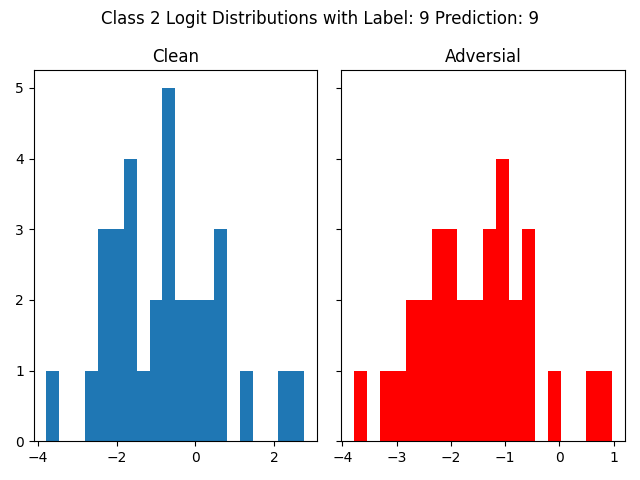 Class 2 Logit Distributions with Label: 9 Prediction: 9
Clean
Adversial
5
4
3
2
1
0
−4 −2 0 2
−4 −3 −2 −1 0 1